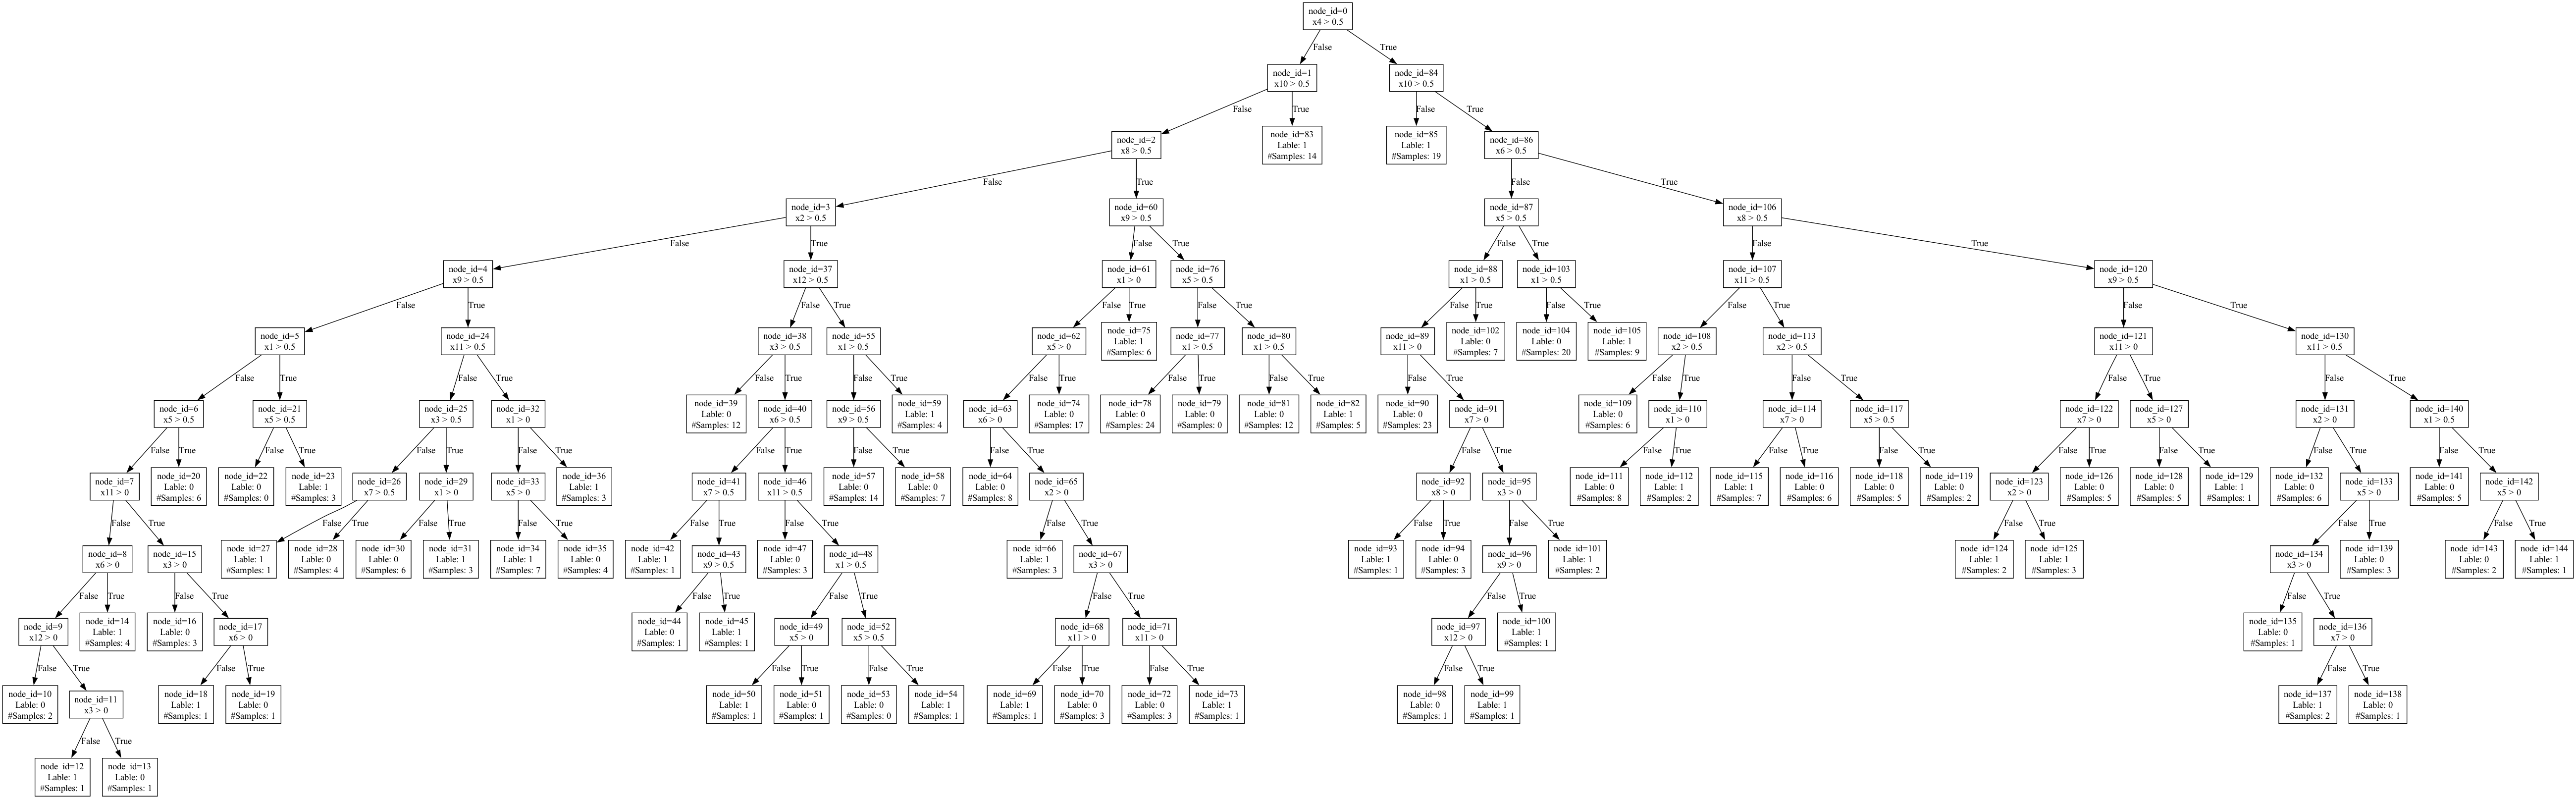 node_id=0
x4 > 0.5
False
True
node_id=1
x10 > 0.5
node_id=84
x10 > 0.5
False
True
False
True
node_id=2
x8 > 0.5
node_id=83
Lable: 1
#Samples: 14
node_id=85
Lable: 1
#Samples: 19
node_id=86
x6 > 0.5
False
True
False
True
node_id=3
x2 > 0.5
node_id=60
x9 > 0.5
node_id=87
x5 > 0.5
node_id=106
x8 > 0.5
False
True
False
True
False
True
False
True
node_id=4
x9 > 0.5
node_id=37
x12 > 0.5
node_id=61
x1 > 0
node_id=76
x5 > 0.5
node_id=88
x1 > 0.5
node_id=103
x1 > 0.5
node_id=107
x11 > 0.5
node_id=120
x9 > 0.5
False
True
False
True
False
True
False
True
False
True
False
True
False
True
False
True
node_id=5
x1 > 0.5
node_id=24
x11 > 0.5
node_id=38
x3 > 0.5
node_id=55
x1 > 0.5
node_id=62
x5 > 0
node_id=75
Lable: 1
#Samples: 6
node_id=77
x1 > 0.5
node_id=80
x1 > 0.5
node_id=89
x11 > 0
node_id=102
Lable: 0
#Samples: 7
node_id=104
Lable: 0
#Samples: 20
node_id=105
Lable: 1
#Samples: 9
node_id=108
x2 > 0.5
node_id=113
x2 > 0.5
node_id=121
x11 > 0
node_id=130
x11 > 0.5
False
True
False
True
False
True
False
True
False
True
False
True
False
True
False
True
False
True
False
True
False
True
False
True
node_id=6
x5 > 0.5
node_id=21
x5 > 0.5
node_id=25
x3 > 0.5
node_id=32
x1 > 0
node_id=39
Lable: 0
#Samples: 12
node_id=40
x6 > 0.5
node_id=56
x9 > 0.5
node_id=59
Lable: 1
#Samples: 4
node_id=63
x6 > 0
node_id=74
Lable: 0
#Samples: 17
node_id=78
Lable: 0
#Samples: 24
node_id=79
Lable: 0
#Samples: 0
node_id=81
Lable: 0
#Samples: 12
node_id=82
Lable: 1
#Samples: 5
node_id=90
Lable: 0
#Samples: 23
node_id=91
x7 > 0
node_id=109
Lable: 0
#Samples: 6
node_id=110
x1 > 0
node_id=114
x7 > 0
node_id=117
x5 > 0.5
node_id=122
x7 > 0
node_id=127
x5 > 0
node_id=131
x2 > 0
node_id=140
x1 > 0.5
False
True
False
True
False
True
False
True
False
True
False
True
False
True
False
True
False
True
False
True
False
True
False
True
False
True
False
True
False
True
node_id=7
x11 > 0
node_id=20
Lable: 0
#Samples: 6
node_id=22
Lable: 0
#Samples: 0
node_id=23
Lable: 1
#Samples: 3
node_id=26
x7 > 0.5
node_id=29
x1 > 0
node_id=33
x5 > 0
node_id=36
Lable: 1
#Samples: 3
node_id=41
x7 > 0.5
node_id=46
x11 > 0.5
node_id=57
Lable: 0
#Samples: 14
node_id=58
Lable: 0
#Samples: 7
node_id=64
Lable: 0
#Samples: 8
node_id=65
x2 > 0
node_id=92
x8 > 0
node_id=95
x3 > 0
node_id=111
Lable: 0
#Samples: 8
node_id=112
Lable: 1
#Samples: 2
node_id=115
Lable: 1
#Samples: 7
node_id=116
Lable: 0
#Samples: 6
node_id=118
Lable: 0
#Samples: 5
node_id=119
Lable: 0
#Samples: 2
node_id=123
x2 > 0
node_id=126
Lable: 0
#Samples: 5
node_id=128
Lable: 0
#Samples: 5
node_id=129
Lable: 1
#Samples: 1
node_id=132
Lable: 0
#Samples: 6
node_id=133
x5 > 0
node_id=141
Lable: 0
#Samples: 5
node_id=142
x5 > 0
False
True
False
True
False
True
False
True
False
True
False
True
False
True
False
True
False
True
False
True
False
True
False
True
node_id=8
x6 > 0
node_id=15
x3 > 0
node_id=27
Lable: 1
#Samples: 1
node_id=28
Lable: 0
#Samples: 4
node_id=30
Lable: 0
#Samples: 6
node_id=31
Lable: 1
#Samples: 3
node_id=34
Lable: 1
#Samples: 7
node_id=35
Lable: 0
#Samples: 4
node_id=42
Lable: 1
#Samples: 1
node_id=43
x9 > 0.5
node_id=47
Lable: 0
#Samples: 3
node_id=48
x1 > 0.5
node_id=66
Lable: 1
#Samples: 3
node_id=67
x3 > 0
node_id=93
Lable: 1
#Samples: 1
node_id=94
Lable: 0
#Samples: 3
node_id=96
x9 > 0
node_id=101
Lable: 1
#Samples: 2
node_id=124
Lable: 1
#Samples: 2
node_id=125
Lable: 1
#Samples: 3
node_id=134
x3 > 0
node_id=139
Lable: 0
#Samples: 3
node_id=143
Lable: 0
#Samples: 2
node_id=144
Lable: 1
#Samples: 1
False
True
False
True
False
True
False
True
False
True
False
True
False
True
node_id=9
x12 > 0
node_id=14
Lable: 1
#Samples: 4
node_id=16
Lable: 0
#Samples: 3
node_id=17
x6 > 0
node_id=44
Lable: 0
#Samples: 1
node_id=45
Lable: 1
#Samples: 1
node_id=49
x5 > 0
node_id=52
x5 > 0.5
node_id=68
x11 > 0
node_id=71
x11 > 0
node_id=97
x12 > 0
node_id=100
Lable: 1
#Samples: 1
node_id=135
Lable: 0
#Samples: 1
node_id=136
x7 > 0
False
True
False
True
False
True
False
True
False
True
False
True
False
True
False
True
node_id=10
Lable: 0
#Samples: 2
node_id=11
x3 > 0
node_id=18
Lable: 1
#Samples: 1
node_id=19
Lable: 0
#Samples: 1
node_id=50
Lable: 1
#Samples: 1
node_id=51
Lable: 0
#Samples: 1
node_id=53
Lable: 0
#Samples: 0
node_id=54
Lable: 1
#Samples: 1
node_id=69
Lable: 1
#Samples: 1
node_id=70
Lable: 0
#Samples: 3
node_id=72
Lable: 0
#Samples: 3
node_id=73
Lable: 1
#Samples: 1
node_id=98
Lable: 0
#Samples: 1
node_id=99
Lable: 1
#Samples: 1
node_id=137
Lable: 1
#Samples: 2
node_id=138
Lable: 0
#Samples: 1
False
True
node_id=12
Lable: 1
#Samples: 1
node_id=13
Lable: 0
#Samples: 1